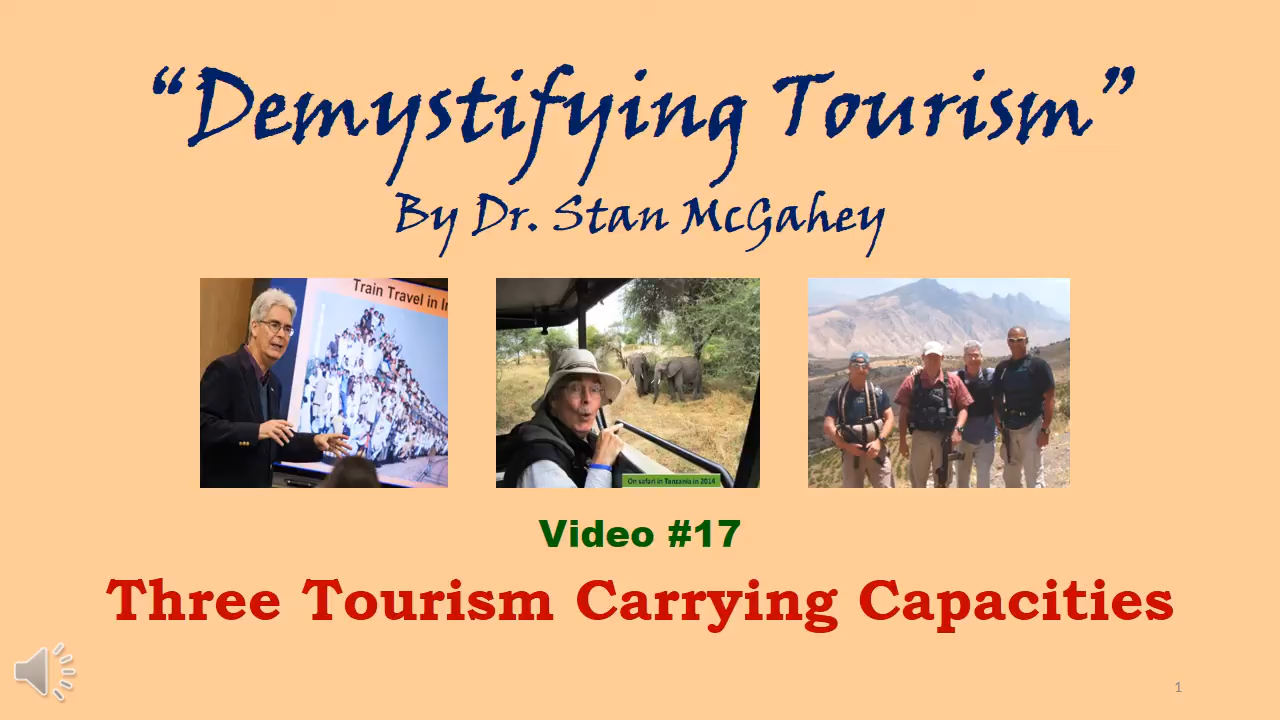 “Demystifying Tourism”
By Dr. Stan McGahey
Train Travel in
On safari in Tanzania in 2014
Video #17
Three Tourism Carrying Capacities
1